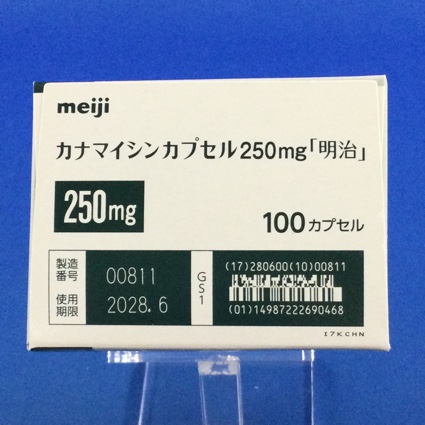 meiji
カナマイシンカプセル250mg「明治」
250mg
100カプセル
製造番号 00811
使用期限 2028.6
GS1
(17)280600(10)00811
(01)14987222690468
I7KCHN